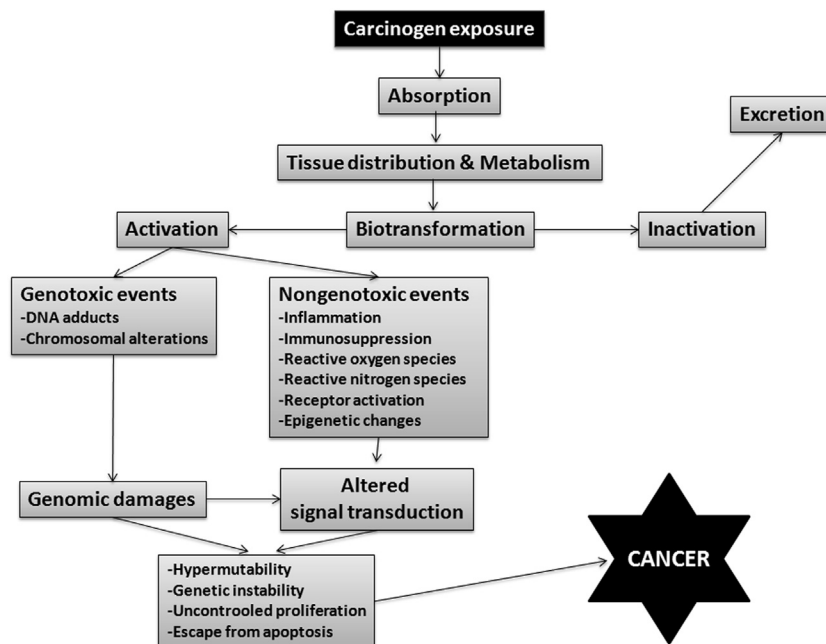 Carcinogen exposure
Absorption
Excretion
Tissue distribution & Metabolism
Activation
Biotransformation
Inactivation
Genotoxic events
-DNA adducts
-Chromosomal alterations
Nongenotoxic events
-Inflammation
-Immunosuppression
-Reactive oxygen species
-Reactive nitrogen species
-Receptor activation
-Epigenetic changes
Genomic damages
Altered
signal transduction
-Hypermutability
-Genetic instability
-Uncontrooled proliferation
-Escape from apoptosis
CANCER